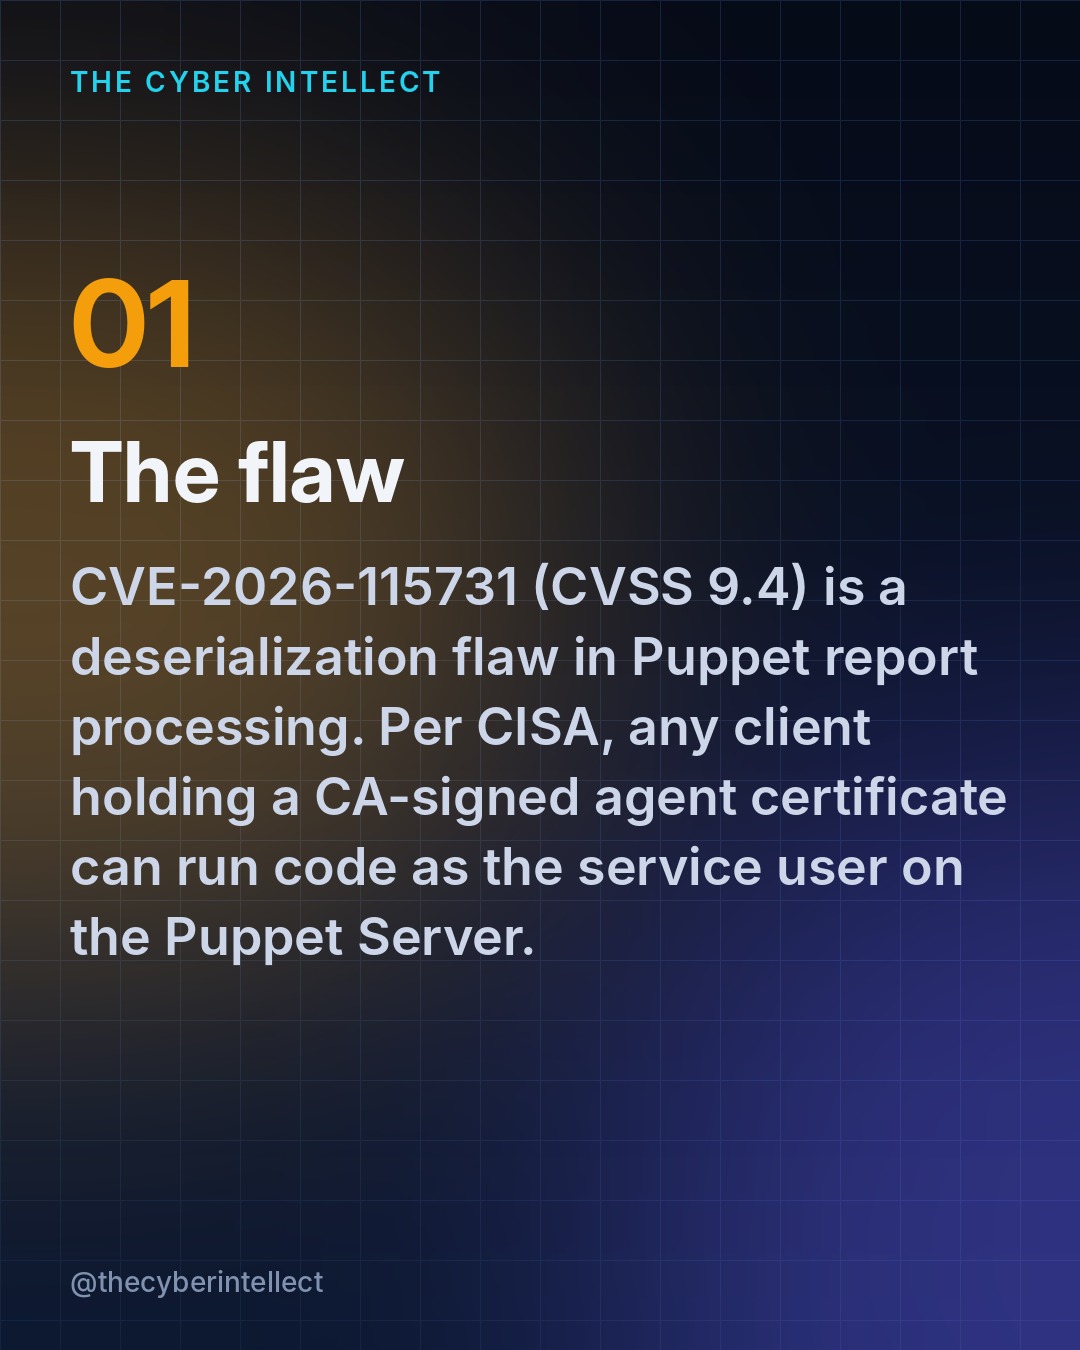 THE CYBER INTELLECT
01
The flaw
CVE-2026-115731 (CVSS 9.4) is a
deserialization flaw in Puppet report
processing. Per CISA, any client
holding a CA-signed agent certificate
can run code as the service user on
the Puppet Server.
@thecyberintellect